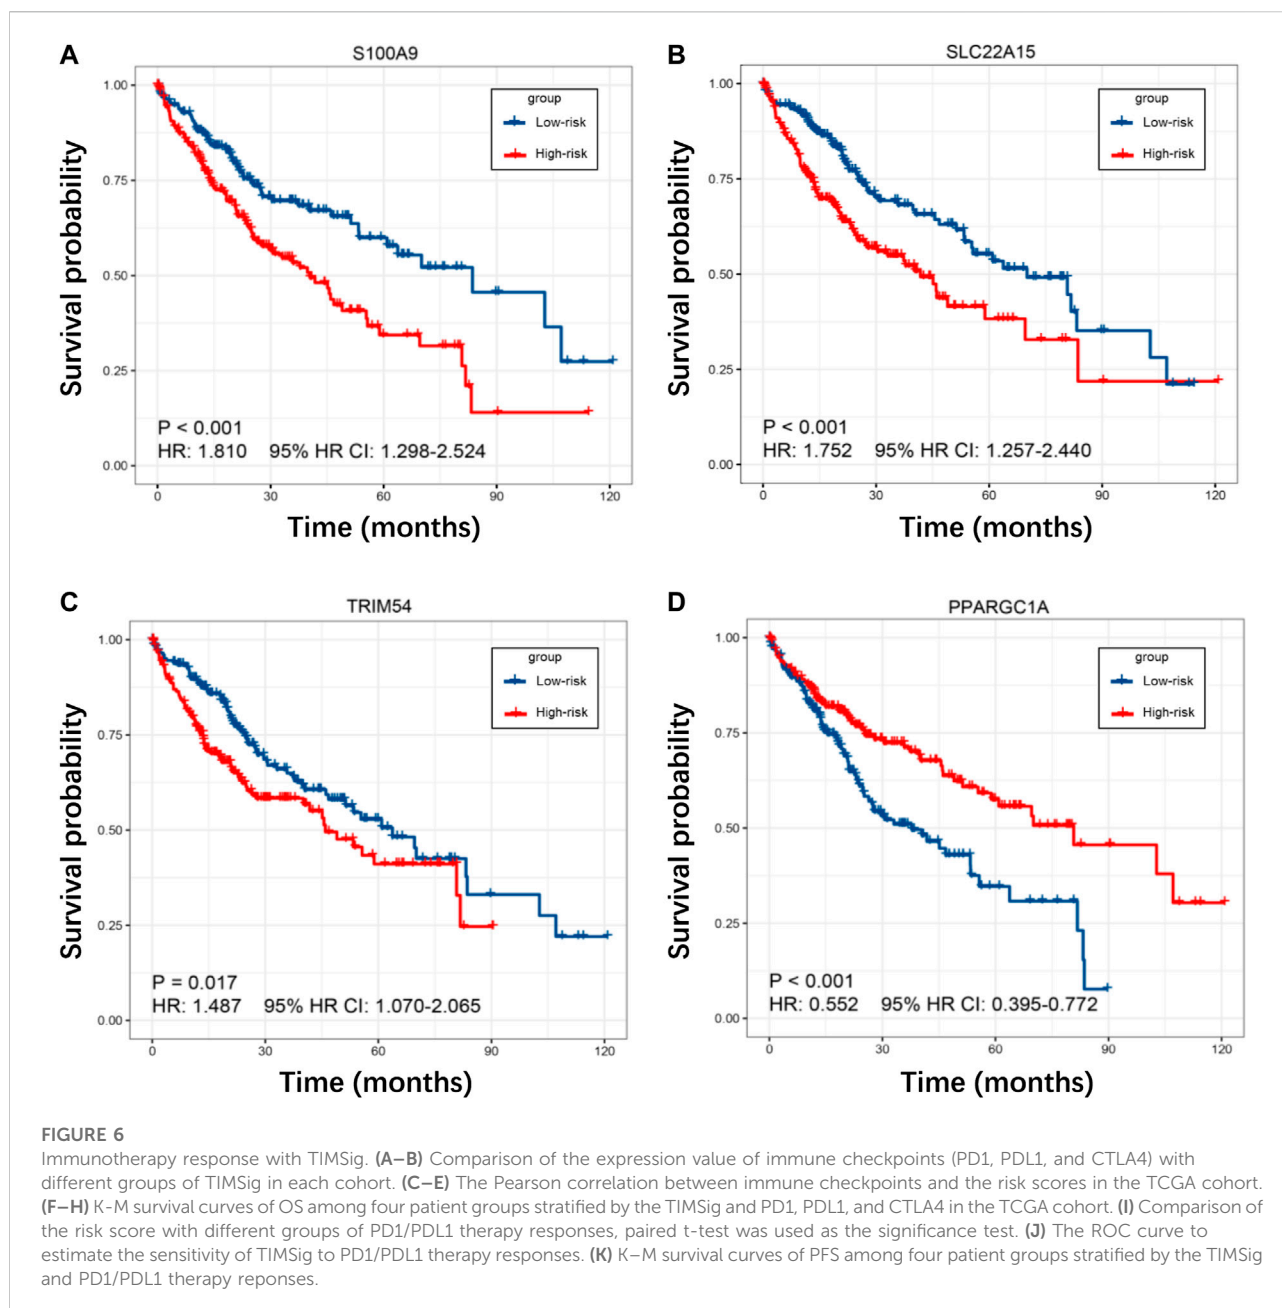 A
S100A9
Survival probability
1.00
0.75
0.50
0.25
0.00
group
Low-risk
High-risk
P < 0.001
HR: 1.810 95% HR CI: 1.298-2.524
0 30 60 90 120
Time (months)
B
SLC22A15
Survival probability
1.00
0.75
0.50
0.25
0.00
group
Low-risk
High-risk
P < 0.001
HR: 1.752 95% HR CI: 1.257-2.440
0 30 60 90 120
Time (months)
C
TRIM54
Survival probability
1.00
0.75
0.50
0.25
0.00
group
Low-risk
High-risk
P = 0.017
HR: 1.487 95% HR CI: 1.070-2.065
0 30 60 90 120
Time (months)
D
PPARGC1A
Survival probability
1.00
0.75
0.50
0.25
0.00
group
Low-risk
High-risk
P < 0.001
HR: 0.552 95% HR CI: 0.395-0.772
0 30 60 90 120
Time (months)
FIGURE 6
Immunotherapy response with TIMSig. (A–B) Comparison of the expression value of immune checkpoints (PD1, PDL1, and CTLA4) with
different groups of TIMSig in each cohort. (C–E) The Pearson correlation between immune checkpoints and the risk scores in the TCGA cohort.
(F–H) K-M survival curves of OS among four patient groups stratified by the TIMSig and PD1, PDL1, and CTLA4 in the TCGA cohort. (I) Comparison of
the risk score with different groups of PD1/PDL1 therapy responses, paired t-test was used as the significance test. (J) The ROC curve to
estimate the sensitivity of TIMSig to PD1/PDL1 therapy responses. (K) K–M survival curves of PFS among four patient groups stratified by the TIMSig
and PD1/PDL1 therapy reponses.